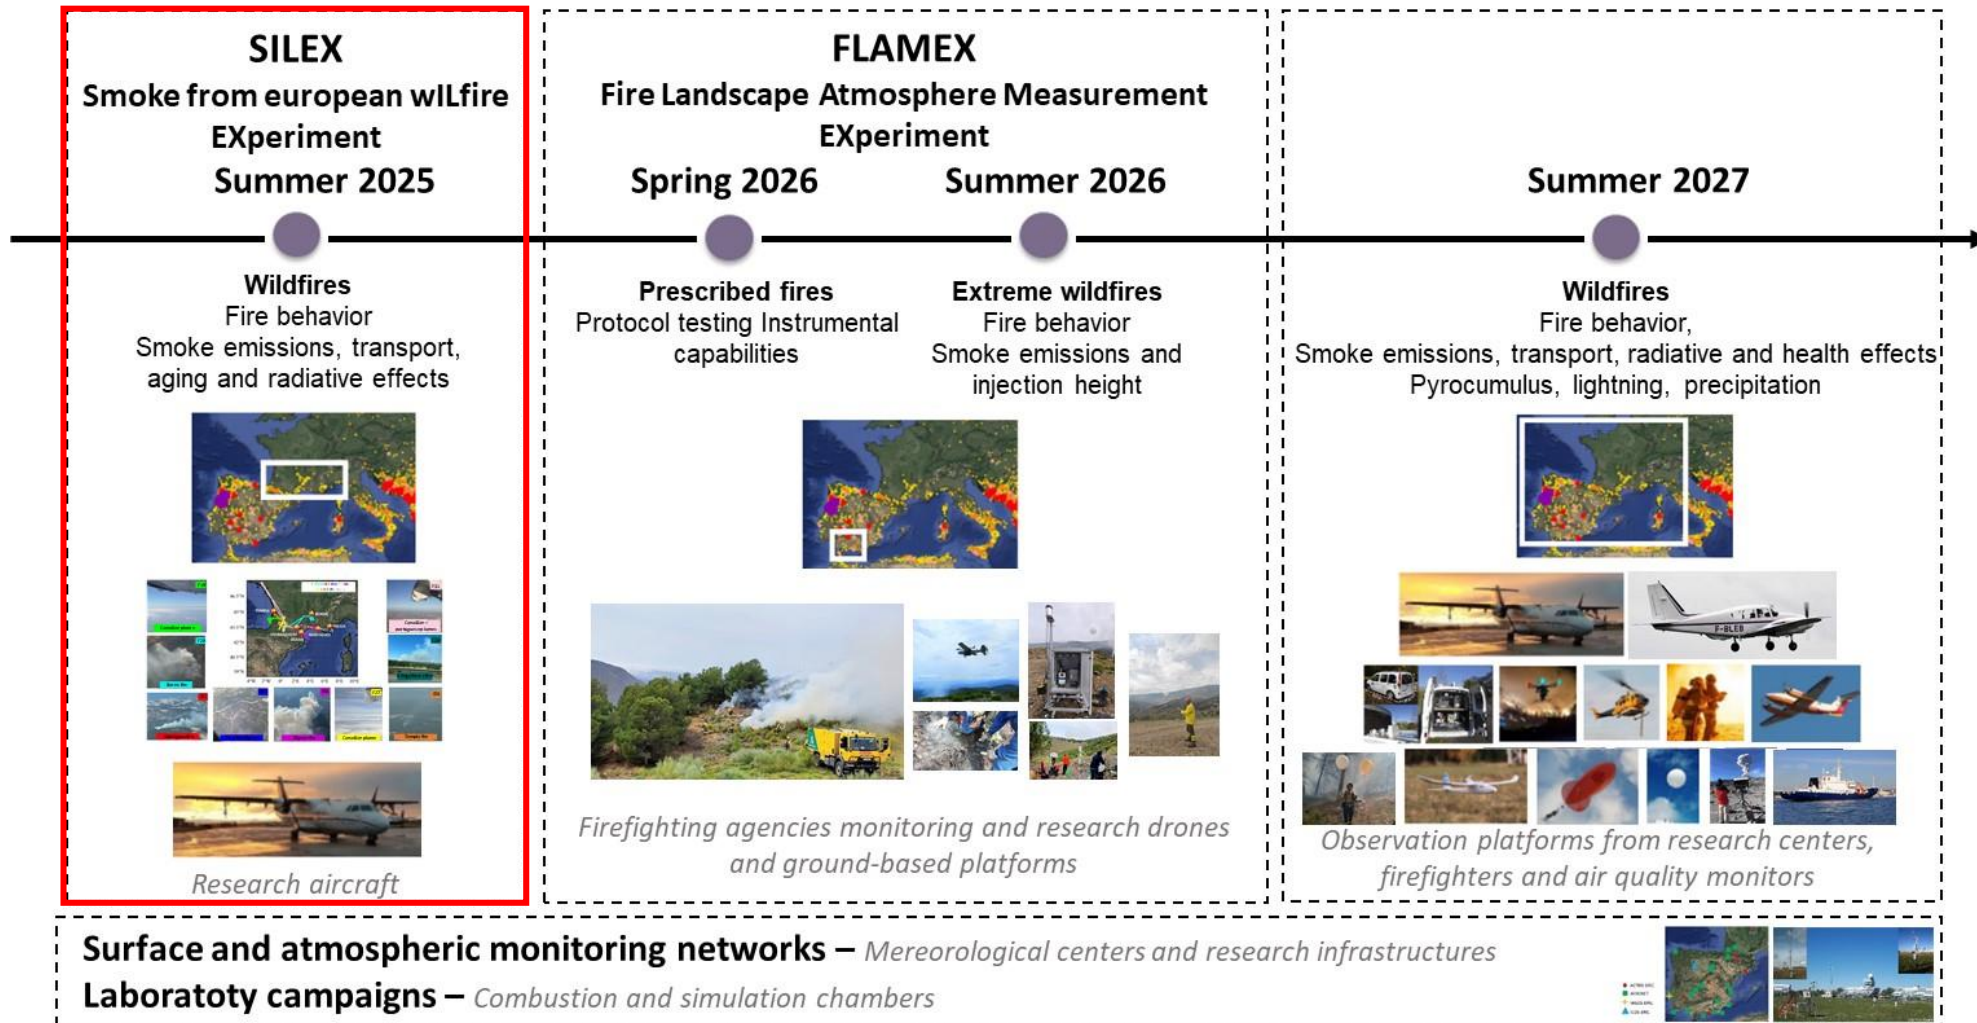 SILEX
Smoke from european wILfire
EXperiment
Summer 2025
Wildfires
Fire behavior
Smoke emissions, transport,
aging and radiative effects
Research aircraft
FLAMEX
Fire Landscape Atmosphere Measurement
EXperiment
Spring 2026
Prescribed fires
Protocol testing Instrumental
capabilities
Summer 2026
Extreme wildfires
Fire behavior
Smoke emissions and
injection height
Firefighting agencies monitoring and research drones
and ground-based platforms
Summer 2027
Wildfires
Fire behavior,
Smoke emissions, transport, radiative and health effects
Pyrocumulus, lightning, precipitation
F-BLEB
Observation platforms from research centers,
firefighters and air quality monitors
Surface and atmospheric monitoring networks – Mereorological centers and research infrastructures
Laboratoty campaigns – Combustion and simulation chambers